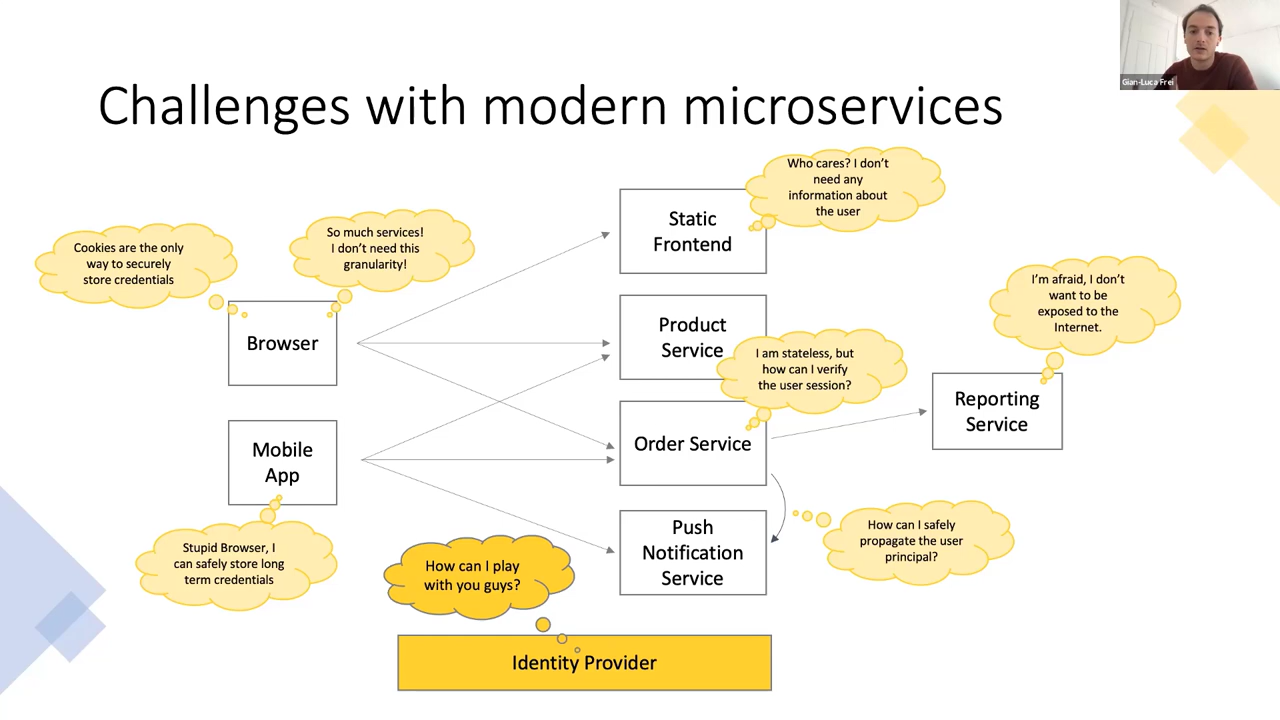 Gian-Luca Frei
Challenges with modern microservices
Who cares? I don't
need any
information about
the user
Static
Frontend
So much services!
I don't need this
granularity!
Cookies are the only
way to securely
store credentials
Browser
I'm afraid, I don't
want to be
exposed to the
Internet.
Product
Service
I am stateless, but
how can I verify
the user session?
Reporting
Service
Order Service
Mobile
App
Stupid Browser, I
can safely store long
term credentials
Push
Notification
Service
How can I safely
propagate the user
principal?
How can I play
with you guys?
Identity Provider